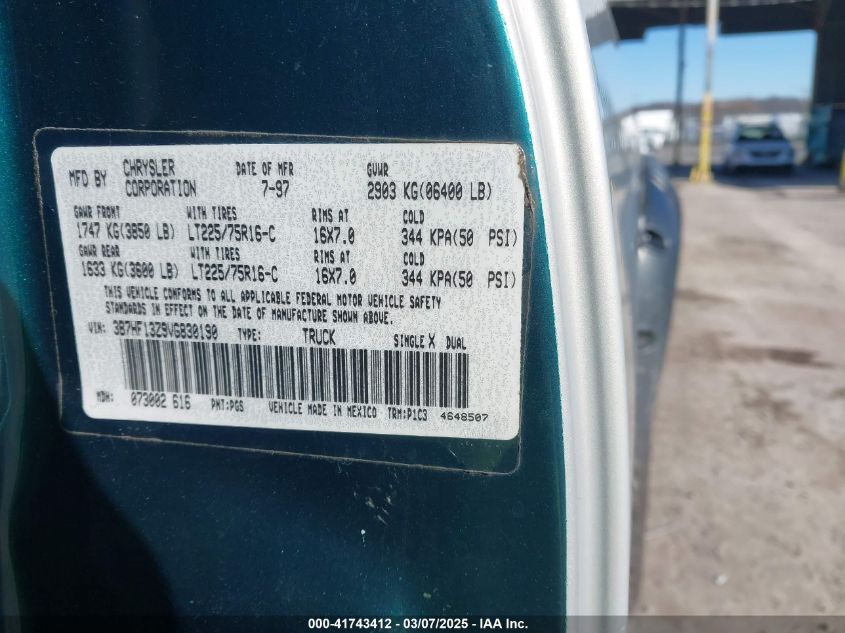 MFD BY CHRYSLER CORPORATION DATE OF MFR 7-97 GVWR 2903 KG(06400 LB)
GAWR FRONT WITH TIRES RIMS AT COLD
1747 KG(3850 LB) LT225/75R16-C 16X7.0 344 KPA(50 PSI)
GAWR REAR WITH TIRES RIMS AT COLD
1633 KG(3600 LB) LT225/75R16-C 16X7.0 344 KPA(50 PSI)
THIS VEHICLE CONFORMS TO ALL APPLICABLE FEDERAL MOTOR VEHICLE SAFETY
STANDARDS IN EFFECT ON THE DATE OF MANUFACTURE SHOWN ABOVE.
VIN: 3B7HF13Z9VG830190 TYPE: TRUCK SINGLE X DUAL
MDH: 073002 616 PNT:PGS VEHICLE MADE IN MEXICO TRM:P1C3 4648507
000-41743412 — 03/07/2025 - IAA Inc.